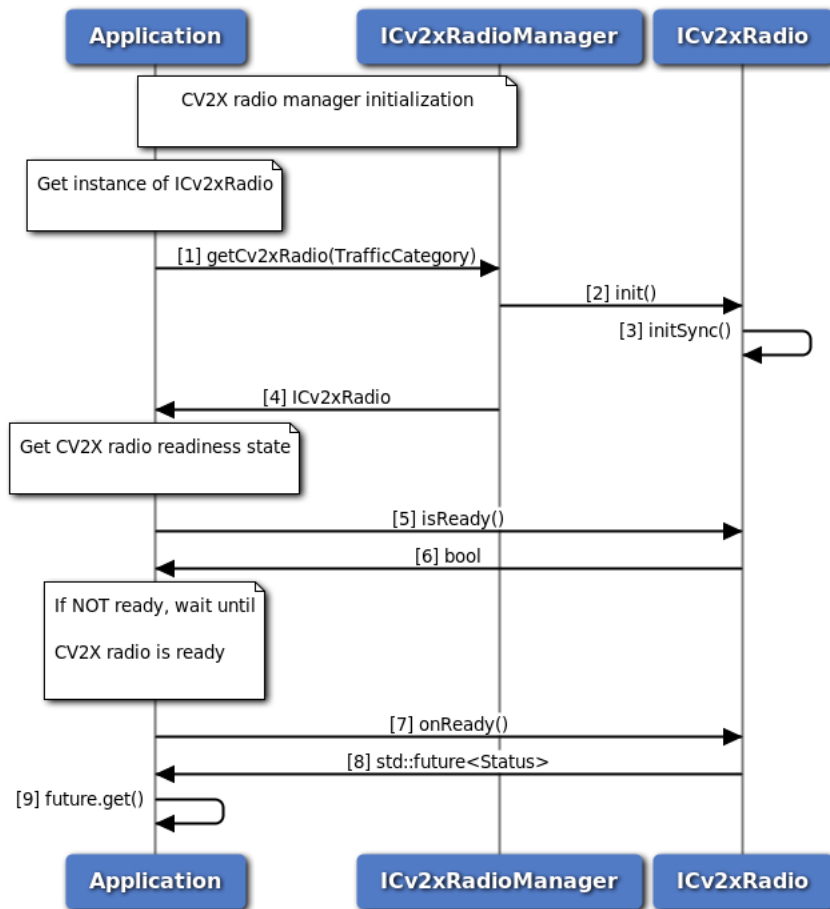 Application
ICv2xRadioManager
ICv2xRadio
CV2X radio manager initialization
Get instance of ICv2xRadio
[1] getCv2xRadio(TrafficCategory)
[2] init()
[3] initSync()
[4] ICv2xRadio
Get CV2X radio readiness state
[5] isReady()
[6] bool
If NOT ready, wait until
CV2X radio is ready
[7] onReady()
[8] std::future<Status>
[9] future.get()
Application
ICv2xRadioManager
ICv2xRadio